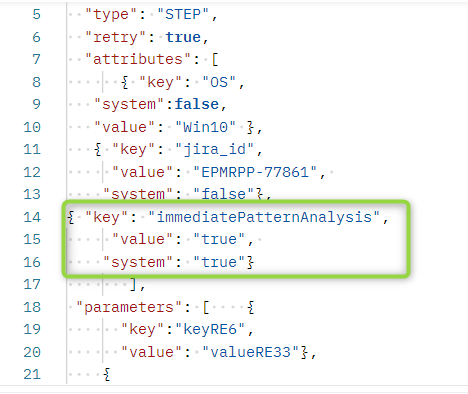 5 "type": "STEP",
6 "retry": true,
7 "attributes": [
8 { "key": "OS",
9 "system":false,
10 "value": "Win10" },
11 { "key": "jira_id",
12 "value": "EPMRPP-77861",
13 "system": "false"},
14 { "key": "immediatePatternAnalysis",
15 "value": "true",
16 "system": "true"}
17 ],
18 "parameters": [ {
19 "key":"keyRE6",
20 "value": "valueRE33"},
21 {